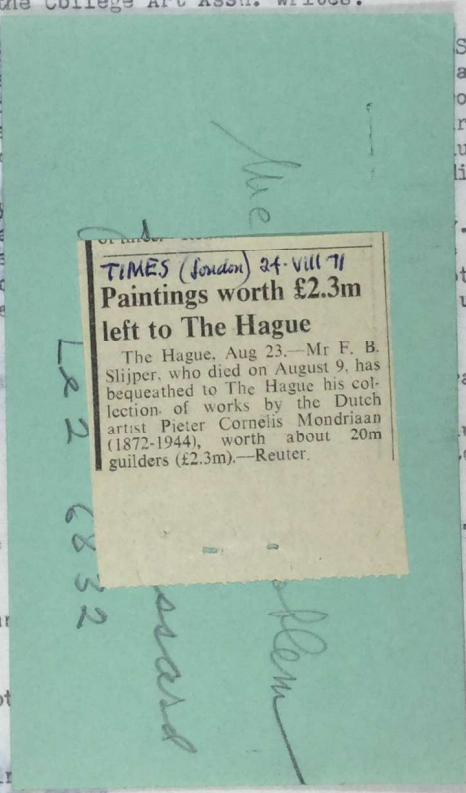 the College Art Assn. writes.
TIMES (London) 24·VIII 71
Paintings worth £2.3m
left to The Hague
The Hague, Aug 23.—Mr F. B.
Slijper, who died on August 9, has
bequeathed to The Hague his col-
lection of works by the Dutch
artist Pieter Cornelis Mondriaan
(1872-1944), worth about 20m
guilders (£2.3m).—Reuter.
Le 2 6832